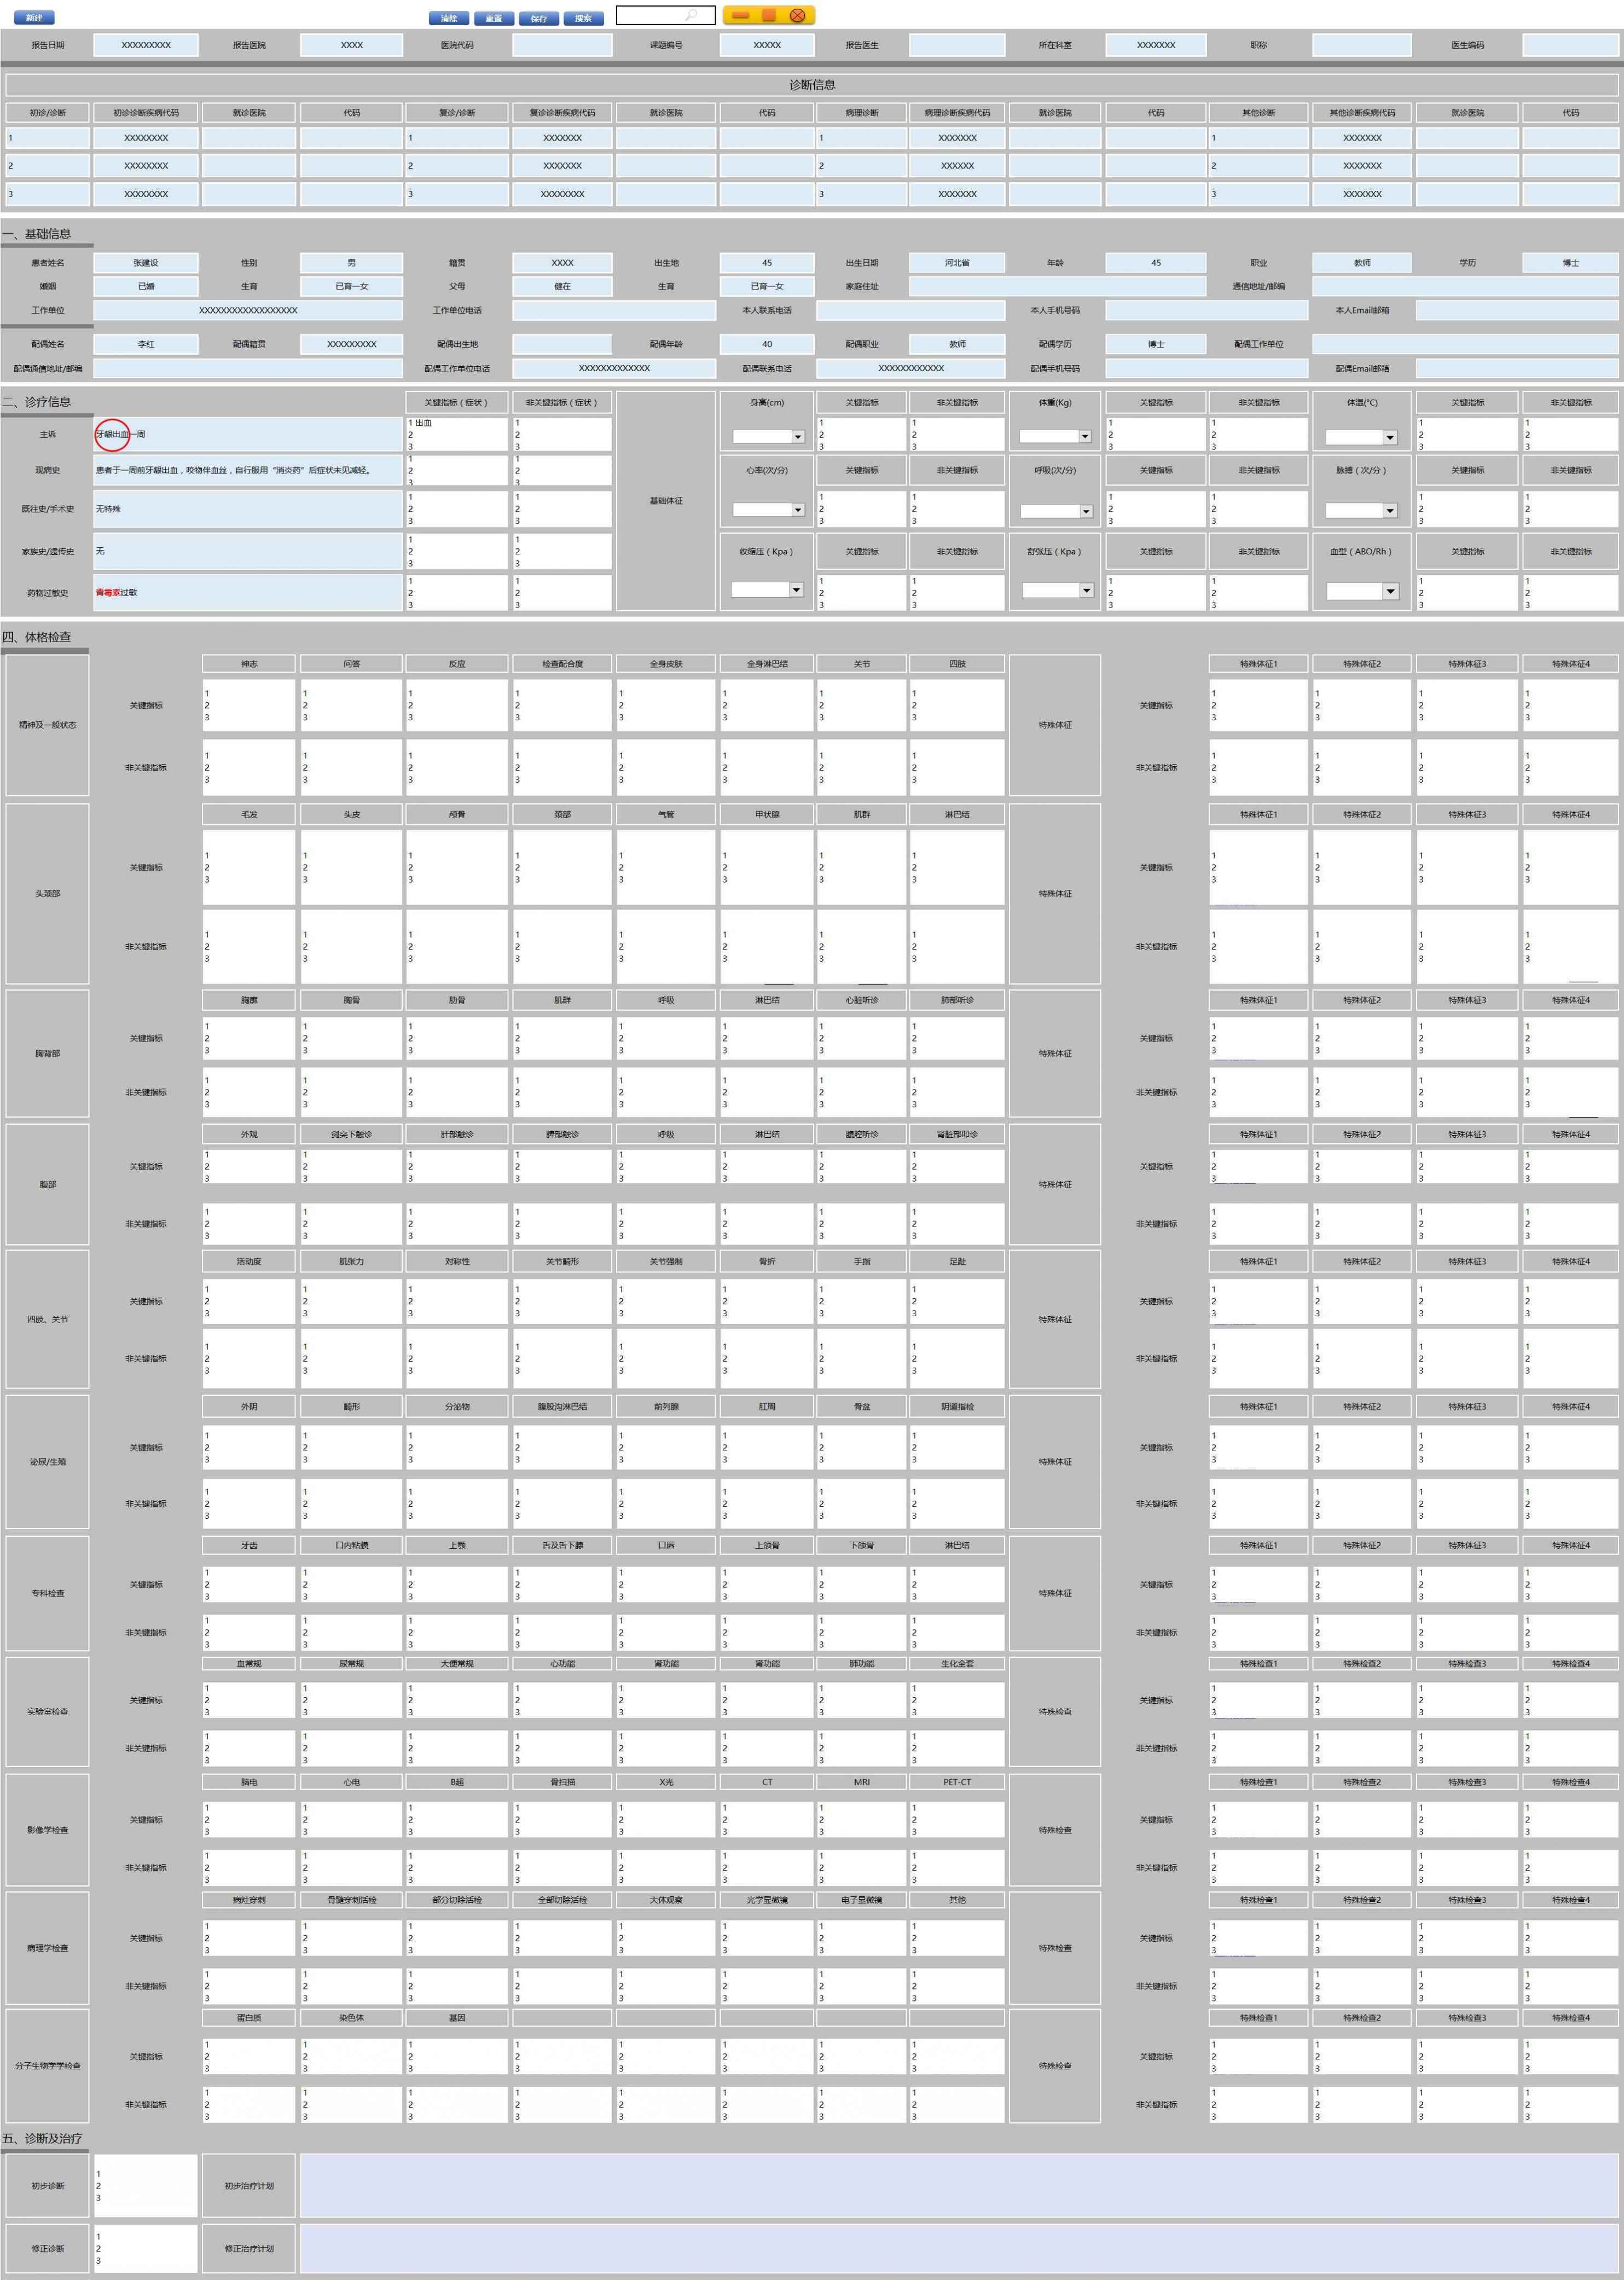 新建 清除 重置 保存 搜索
报告日期 XXXXXXXXX 报告医院 XXXX 医院代码 课题编号 XXXXX 报告医生 所在科室 XXXXXXX 职称 医生编码
诊断信息
初诊/诊断 初诊诊断疾病代码 就诊医院 代码 复诊/诊断 复诊诊断疾病代码 就诊医院 代码 病理诊断 病理诊断疾病代码 就诊医院 代码 其他诊断 其他诊断疾病代码 就诊医院 代码
1 XXXXXXXX 1 XXXXXXX 1 XXXXXXX 1 XXXXXXX
2 XXXXXXXX 2 XXXXXXX 2 XXXXXX 2 XXXXXXX
3 XXXXXXXX 3 XXXXXXXX 3 XXXXXXX 3 XXXXXXX
一、基础信息
患者姓名 张建设 性别 男 籍贯 XXXX 出生地 45 出生日期 河北省 年龄 45 职业 教师 学历 博士
婚姻 已婚 生育 已育一女 父母 健在 生育 已育一女 家庭住址 通信地址/邮编
工作单位 XXXXXXXXXXXXXXXXXX 工作单位电话 本人联系电话 本人手机号码 本人Email邮箱
配偶姓名 李红 配偶籍贯 XXXXXXXXX 配偶出生地 配偶年龄 40 配偶职业 教师 配偶学历 博士 配偶工作单位
配偶通信地址/邮编 配偶工作单位电话 XXXXXXXXXXXXX 配偶联系电话 XXXXXXXXXXXX 配偶手机号码 配偶Email邮箱
二、诊疗信息 关键指标（症状） 非关键指标（症状） 身高(cm) 关键指标 非关键指标 体重(Kg) 关键指标 非关键指标 体温(°C) 关键指标 非关键指标
主诉 牙龈出血一周
1 出血 1 1 1 1 1 1 1
2 2 2 2 2 2 2 2
3 3 3 3 3 3 3 3
现病史 患者于一周前牙龈出血，咬物伴血丝，自行服用“消炎药”后症状未见减轻。
1 1
2 2
3 3
心率(次/分) 关键指标 非关键指标 呼吸(次/分) 关键指标 非关键指标 脉搏（次/分） 关键指标 非关键指标
基础体征
既往史/手术史 无特殊
1 1 1 1 1 1 1 1
2 2 2 2 2 2 2 2
3 3 3 3 3 3 3 3
家族史/遗传史 无
1 1
2 2
3 3
收缩压（Kpa） 关键指标 非关键指标 舒张压（Kpa） 关键指标 非关键指标 血型（ABO/Rh） 关键指标 非关键指标
药物过敏史 青霉素过敏
1 1 1 1 1 1 1 1
2 2 2 2 2 2 2 2
3 3 3 3 3 3 3 3
四、体格检查
精神及一般状态 神志 问答 反应 检查配合度 全身皮肤 全身淋巴结 关节 四肢 特殊体征 特殊体征1 特殊体征2 特殊体征3 特殊体征4
关键指标 关键指标
1 1 1 1 1 1 1 1 1 1 1 1
2 2 2 2 2 2 2 2 2 2 2 2
3 3 3 3 3 3 3 3 3 3 3 3
非关键指标 非关键指标
1 1 1 1 1 1 1 1 1 1 1 1
2 2 2 2 2 2 2 2 2 2 2 2
3 3 3 3 3 3 3 3 3 3 3 3
头颈部 毛发 头皮 颅骨 颈部 气管 甲状腺 肌群 淋巴结 特殊体征 特殊体征1 特殊体征2 特殊体征3 特殊体征4
关键指标 关键指标
1 1 1 1 1 1 1 1 1 1 1 1
2 2 2 2 2 2 2 2 2 2 2 2
3 3 3 3 3 3 3 3 3 3 3 3
非关键指标 非关键指标
1 1 1 1 1 1 1 1 1 1 1 1
2 2 2 2 2 2 2 2 2 2 2 2
3 3 3 3 3 3 3 3 3 3 3 3
胸背部 胸廓 胸骨 肋骨 肌群 呼吸 淋巴结 心脏听诊 肺部听诊 特殊体征 特殊体征1 特殊体征2 特殊体征3 特殊体征4
关键指标 关键指标
1 1 1 1 1 1 1 1 1 1 1 1
2 2 2 2 2 2 2 2 2 2 2 2
3 3 3 3 3 3 3 3 3 3 3 3
非关键指标 非关键指标
1 1 1 1 1 1 1 1 1 1 1 1
2 2 2 2 2 2 2 2 2 2 2 2
3 3 3 3 3 3 3 3 3 3 3 3
腹部 外观 剑突下触诊 肝部触诊 脾部触诊 呼吸 淋巴结 腹腔听诊 肾脏部叩诊 特殊体征 特殊体征1 特殊体征2 特殊体征3 特殊体征4
关键指标 关键指标
1 1 1 1 1 1 1 1 1 1 1 1
2 2 2 2 2 2 2 2 2 2 2 2
3 3 3 3 3 3 3 3 3 3 3 3
非关键指标 非关键指标
1 1 1 1 1 1 1 1 1 1 1 1
2 2 2 2 2 2 2 2 2 2 2 2
3 3 3 3 3 3 3 3 3 3 3 3
四肢、关节 活动度 肌张力 对称性 关节畸形 关节强制 骨折 手指 足趾 特殊体征 特殊体征1 特殊体征2 特殊体征3 特殊体征4
关键指标 关键指标
1 1 1 1 1 1 1 1 1 1 1 1
2 2 2 2 2 2 2 2 2 2 2 2
3 3 3 3 3 3 3 3 3 3 3 3
非关键指标 非关键指标
1 1 1 1 1 1 1 1 1 1 1 1
2 2 2 2 2 2 2 2 2 2 2 2
3 3 3 3 3 3 3 3 3 3 3 3
泌尿/生殖 外阴 畸形 分泌物 腹股沟淋巴结 前列腺 肛周 骨盆 阴道指检 特殊体征 特殊体征1 特殊体征2 特殊体征3 特殊体征4
关键指标 关键指标
1 1 1 1 1 1 1 1 1 1 1 1
2 2 2 2 2 2 2 2 2 2 2 2
3 3 3 3 3 3 3 3 3 3 3 3
非关键指标 非关键指标
1 1 1 1 1 1 1 1 1 1 1 1
2 2 2 2 2 2 2 2 2 2 2 2
3 3 3 3 3 3 3 3 3 3 3 3
专科检查 牙齿 口内粘膜 上颚 舌及舌下腺 口唇 上颌骨 下颌骨 淋巴结 特殊体征 特殊体征1 特殊体征2 特殊体征3 特殊体征4
关键指标 关键指标
1 1 1 1 1 1 1 1 1 1 1 1
2 2 2 2 2 2 2 2 2 2 2 2
3 3 3 3 3 3 3 3 3 3 3 3
非关键指标 非关键指标
1 1 1 1 1 1 1 1 1 1 1 1
2 2 2 2 2 2 2 2 2 2 2 2
3 3 3 3 3 3 3 3 3 3 3 3
实验室检查 血常规 尿常规 大便常规 心功能 肾功能 肾功能 肺功能 生化全套 特殊检查 特殊检查1 特殊检查2 特殊检查3 特殊检查4
关键指标 关键指标
1 1 1 1 1 1 1 1 1 1 1 1
2 2 2 2 2 2 2 2 2 2 2 2
3 3 3 3 3 3 3 3 3 3 3 3
非关键指标 非关键指标
1 1 1 1 1 1 1 1 1 1 1 1
2 2 2 2 2 2 2 2 2 2 2 2
3 3 3 3 3 3 3 3 3 3 3 3
影像学检查 脑电 心电 B超 骨扫描 X光 CT MRI PET-CT 特殊检查 特殊检查1 特殊检查2 特殊检查3 特殊检查4
关键指标 关键指标
1 1 1 1 1 1 1 1 1 1 1 1
2 2 2 2 2 2 2 2 2 2 2 2
3 3 3 3 3 3 3 3 3 3 3 3
非关键指标 非关键指标
1 1 1 1 1 1 1 1 1 1 1 1
2 2 2 2 2 2 2 2 2 2 2 2
3 3 3 3 3 3 3 3 3 3 3 3
病理学检查 病灶穿刺 骨髓穿刺活检 部分切除活检 全部切除活检 大体观察 光学显微镜 电子显微镜 其他 特殊检查 特殊检查1 特殊检查2 特殊检查3 特殊检查4
关键指标 关键指标
1 1 1 1 1 1 1 1 1 1 1 1
2 2 2 2 2 2 2 2 2 2 2 2
3 3 3 3 3 3 3 3 3 3 3 3
非关键指标 非关键指标
1 1 1 1 1 1 1 1 1 1 1 1
2 2 2 2 2 2 2 2 2 2 2 2
3 3 3 3 3 3 3 3 3 3 3 3
分子生物学学检查 蛋白质 染色体 基因 特殊检查 特殊检查1 特殊检查2 特殊检查3 特殊检查4
关键指标 关键指标
1 1 1 1 1 1 1 1 1 1 1 1
2 2 2 2 2 2 2 2 2 2 2 2
3 3 3 3 3 3 3 3 3 3 3 3
非关键指标 非关键指标
1 1 1 1 1 1 1 1 1 1 1 1
2 2 2 2 2 2 2 2 2 2 2 2
3 3 3 3 3 3 3 3 3 3 3 3
五、诊断及治疗
初步诊断 初步治疗计划
1
2
3
修正诊断 修正治疗计划
1
2
3